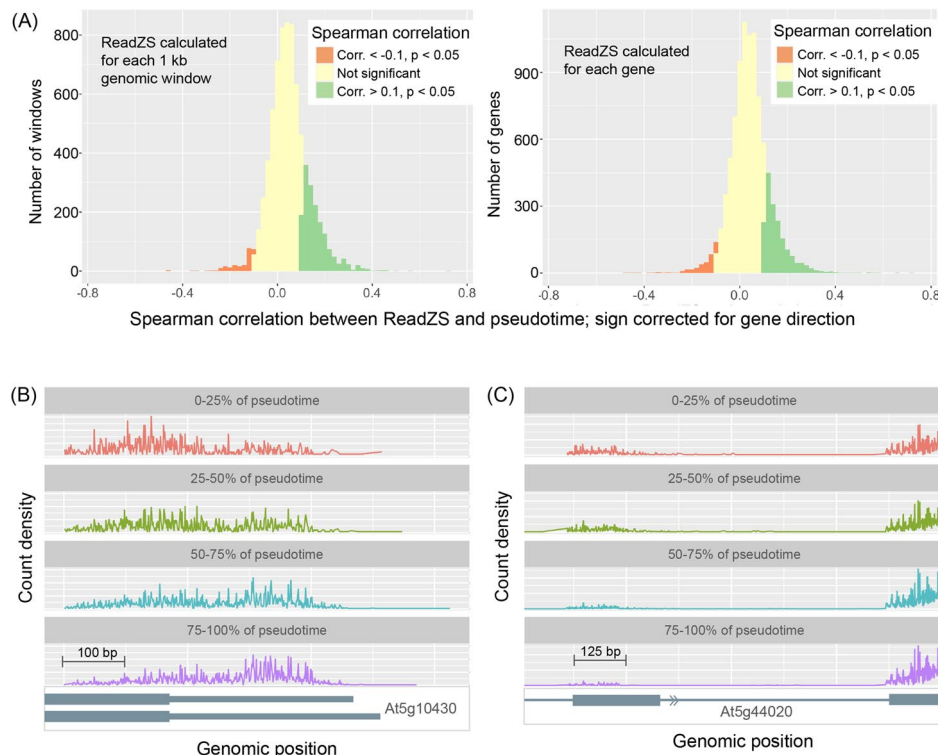 (A)
ReadZS calculated
for each 1 kb
genomic window
Spearman correlation
Corr. < -0.1, p < 0.05
Not significant
Corr. > 0.1, p < 0.05
Number of windows
800
600
400
200
0
-0.8
-0.4
0.0
0.4
0.8
ReadZS calculated
for each gene
Spearman correlation
Corr. < -0.1, p < 0.05
Not significant
Corr. > 0.1, p < 0.05
Number of genes
900
600
300
0
-0.8
-0.4
0.0
0.4
0.8
Spearman correlation between ReadZS and pseudotime; sign corrected for gene direction
(B)
0-25% of pseudotime
25-50% of pseudotime
50-75% of pseudotime
75-100% of pseudotime
Count density
100 bp
At5g10430
Genomic position
(C)
0-25% of pseudotime
25-50% of pseudotime
50-75% of pseudotime
75-100% of pseudotime
Count density
125 bp
At5g44020
Genomic position